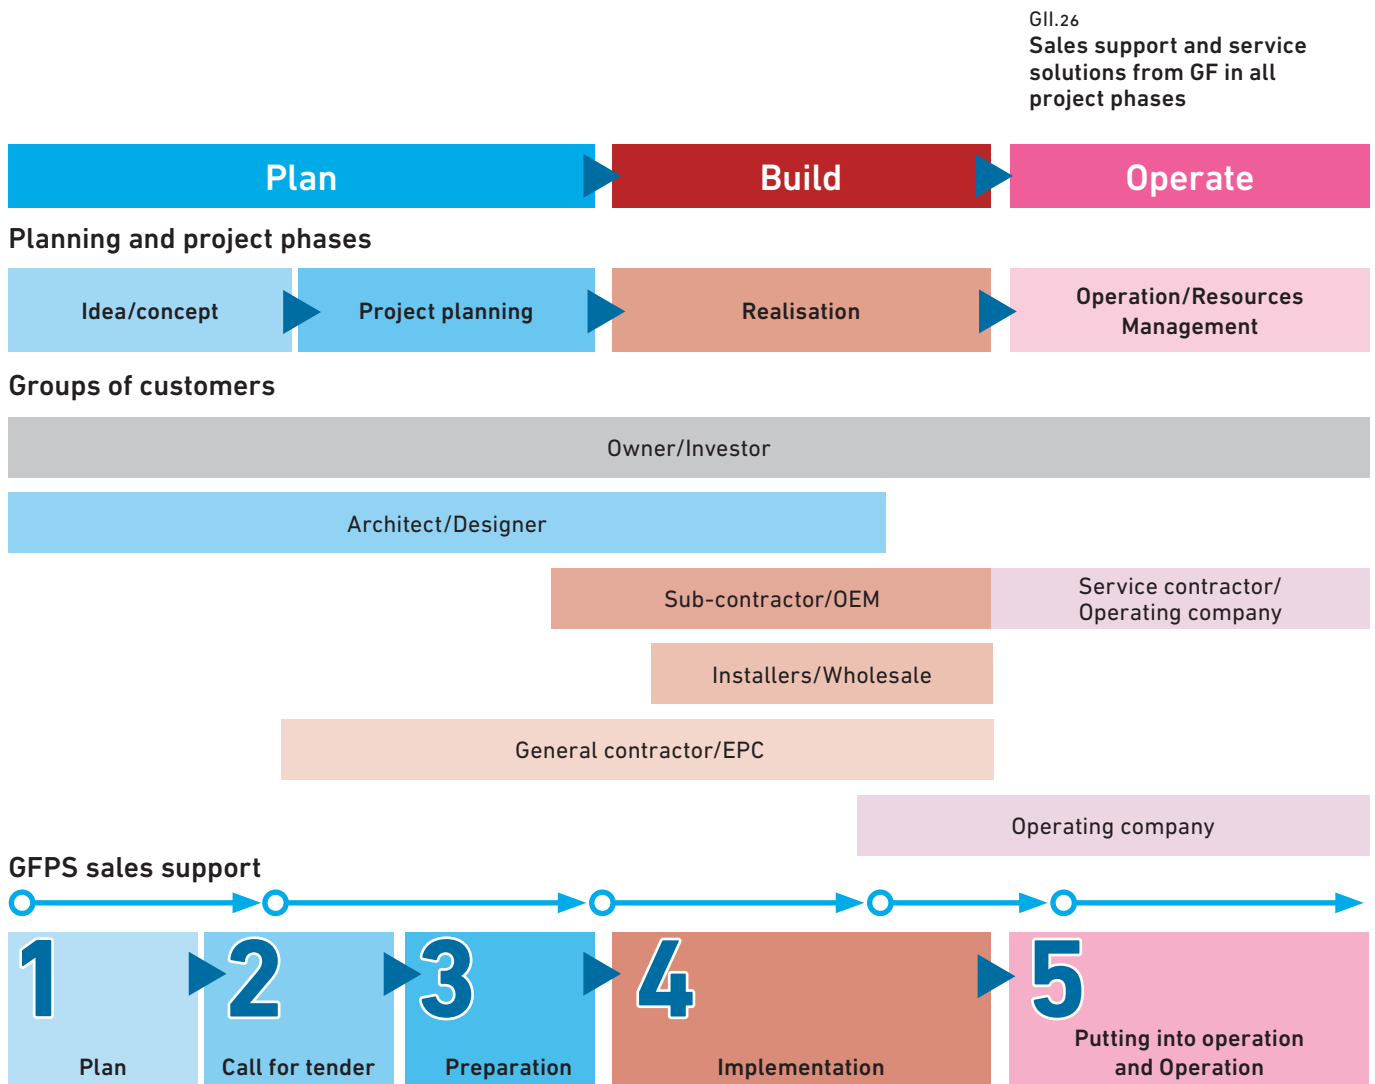 GII.26
Sales support and service
solutions from GF in all
project phases
Plan
Build
Operate
Planning and project phases
Idea/concept
Project planning
Realisation
Operation/Resources
Management
Groups of customers
Owner/Investor
Architect/Designer
Sub-contractor/OEM
Service contractor/
Operating company
Installers/Wholesale
General contractor/EPC
Operating company
GFPS sales support
1
Plan
2
Call for tender
3
Preparation
4
Implementation
5
Putting into operation
and Operation